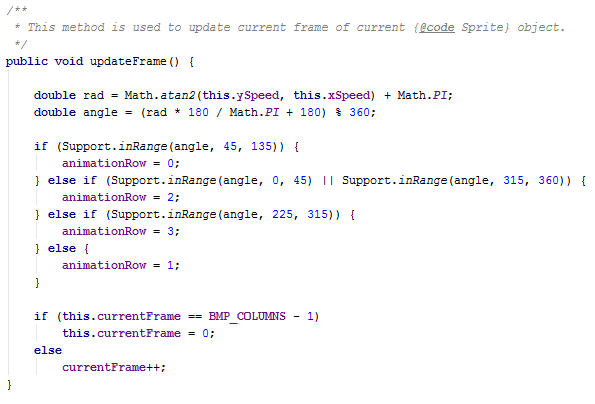 /**
 * This method is used to update current frame of current {@code Sprite} object.
 */
public void updateFrame() {
double rad = Math.atan2(this.ySpeed, this.xSpeed) + Math.PI;
double angle = (rad * 180 / Math.PI + 180) % 360;
if (Support.inRange(angle, 45, 135)) {
animationRow = 0;
} else if (Support.inRange(angle, 0, 45) || Support.inRange(angle, 315, 360)) {
animationRow = 2;
} else if (Support.inRange(angle, 225, 315)) {
animationRow = 3;
} else {
animationRow = 1;
}
if (this.currentFrame == BMP_COLUMNS - 1)
this.currentFrame = 0;
else
currentFrame++;
}